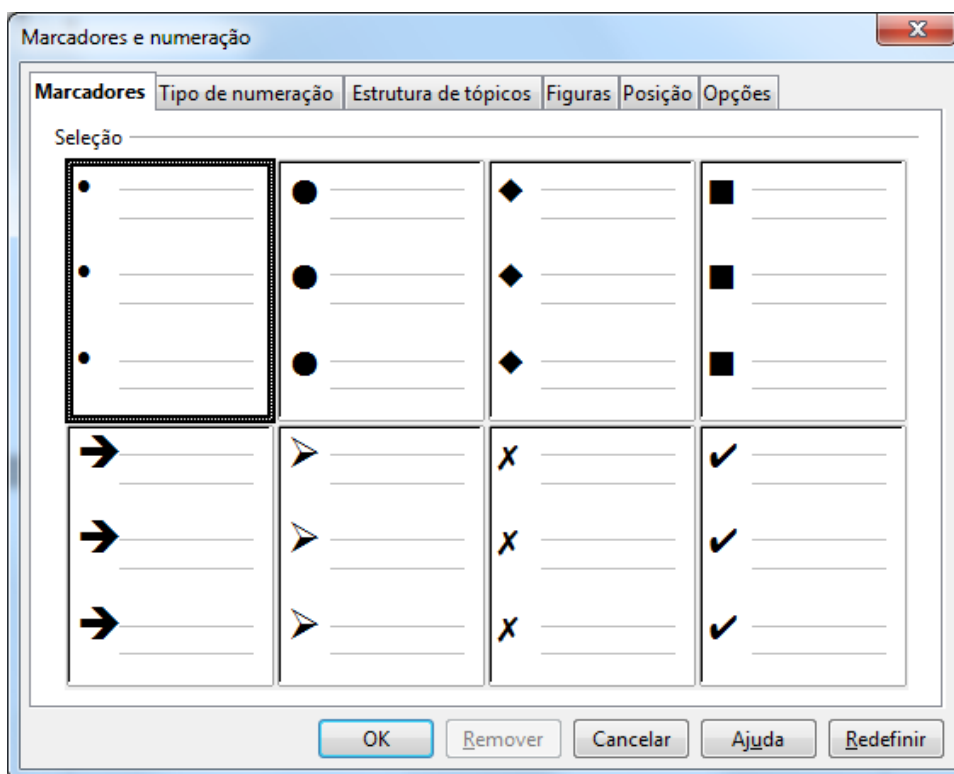 Marcadores e numeração
Marcadores Tipo de numeração Estrutura de tópicos Figuras Posição Opções
Seleção
OK Remover Cancelar Ajuda Redefinir